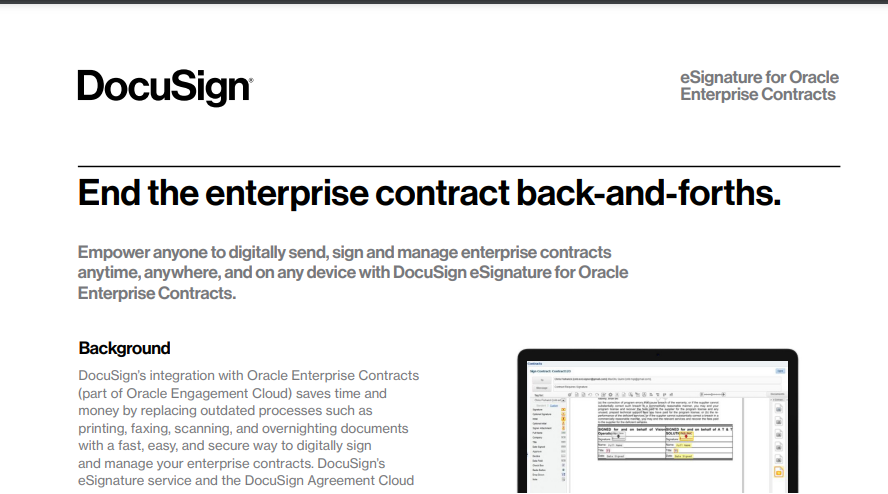 DocuSign®
eSignature for Oracle
Enterprise Contracts
End the enterprise contract back-and-forths.
Empower anyone to digitally send, sign and manage enterprise contracts
anytime, anywhere, and on any device with DocuSign eSignature for Oracle
Enterprise Contracts.
Background
DocuSign's integration with Oracle Enterprise Contracts
(part of Oracle Engagement Cloud) saves time and
money by replacing outdated processes such as
printing, faxing, scanning, and overnighting documents
with a fast, easy, and secure way to digitally sign
and manage your enterprise contracts. DocuSign's
eSignature service and the DocuSign Agreement Cloud